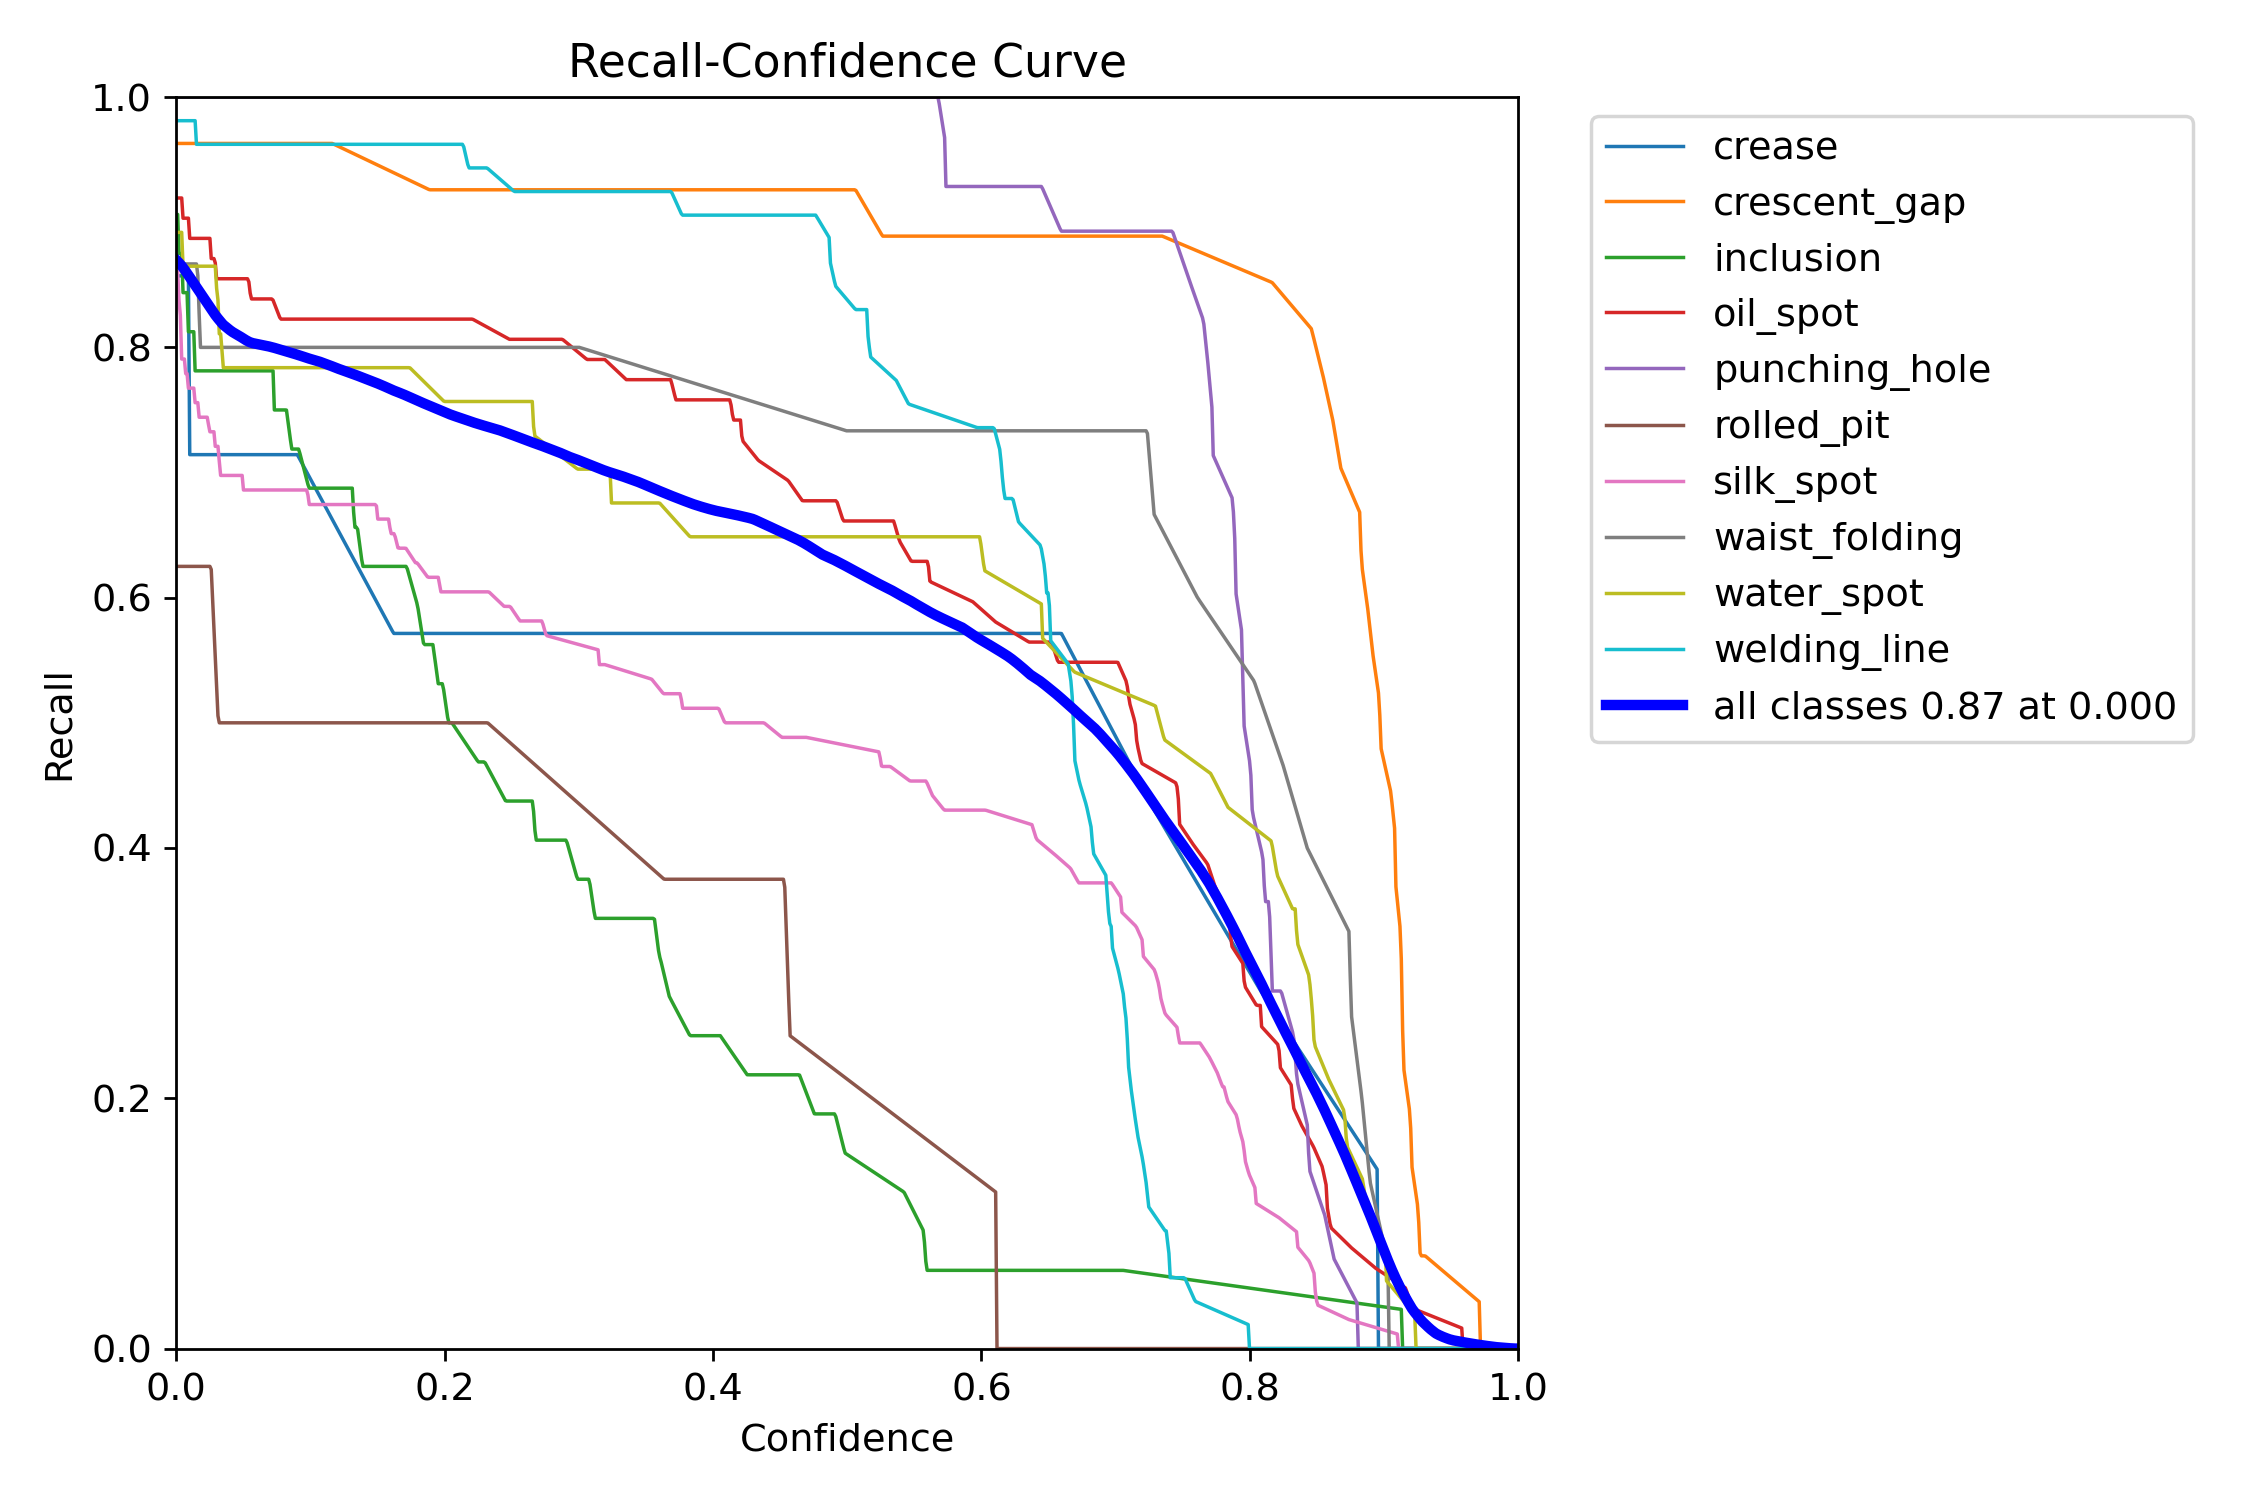 Recall-Confidence Curve
1.0
0.8
0.6
0.4
0.2
0.0
Recall
0.0 0.2 0.4 0.6 0.8 1.0
Confidence
crease
crescent_gap
inclusion
oil_spot
punching_hole
rolled_pit
silk_spot
waist_folding
water_spot
welding_line
all classes 0.87 at 0.000